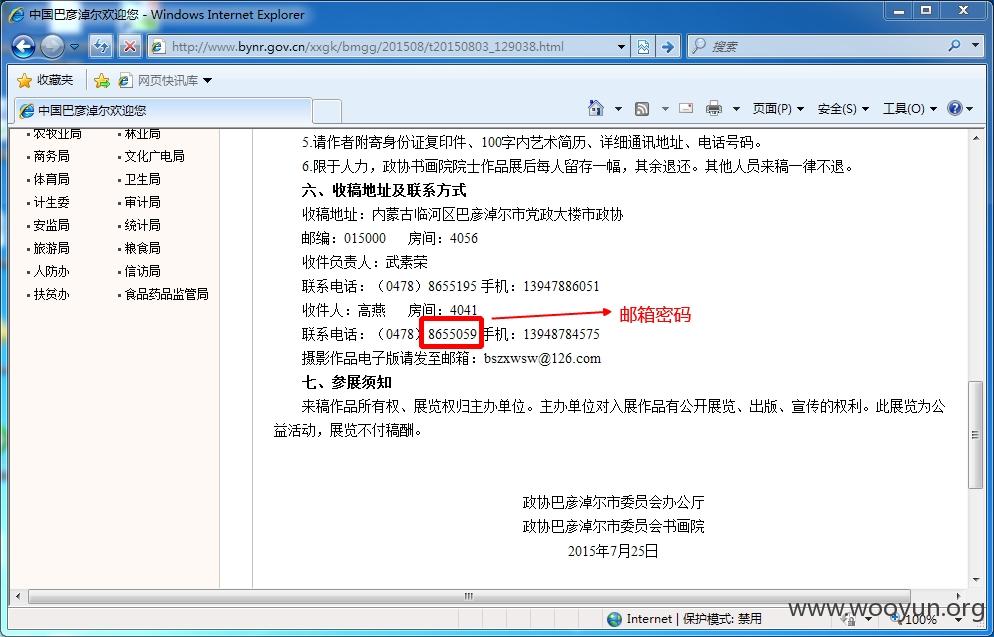 中国巴彦淖尔欢迎您 - Windows Internet Explorer
http://www.bynr.gov.cn/xxgk/bmgg/201508/t20150803_129038.html
搜索
收藏夹
网页快讯库
中国巴彦淖尔欢迎您
页面(P)
安全(S)
工具(O)
农牧业局
林业局
商务局
文化广电局
体育局
卫生局
计生委
审计局
安监局
统计局
旅游局
粮食局
人防办
信访局
扶贫办
食品药品监管局
5.请作者附寄身份证复印件、100字内艺术简历、详细通讯地址、电话号码。
6.限于人力，政协书画院院士作品展后每人留存一幅，其余退还。其他人员来稿一律不退。
六、收稿地址及联系方式
收稿地址：内蒙古临河区巴彦淖尔市党政大楼市政协
邮编：015000 房间：4056
收件负责人：武素荣
联系电话：（0478）8655195 手机：13947886051
收件人：高燕 房间：4041
联系电话：（0478）8655059 手机：13948784575
邮箱密码
摄影作品电子版请发至邮箱：bszxwsw@126.com
七、参展须知
来稿作品所有权、展览权归主办单位。主办单位对入展作品有公开展览、出版、宣传的权利。此展览为公
益活动，展览不付稿酬。
政协巴彦淖尔市委员会办公厅
政协巴彦淖尔市委员会书画院
2015年7月25日
Internet | 保护模式: 禁用
100%
www.wooyun.org